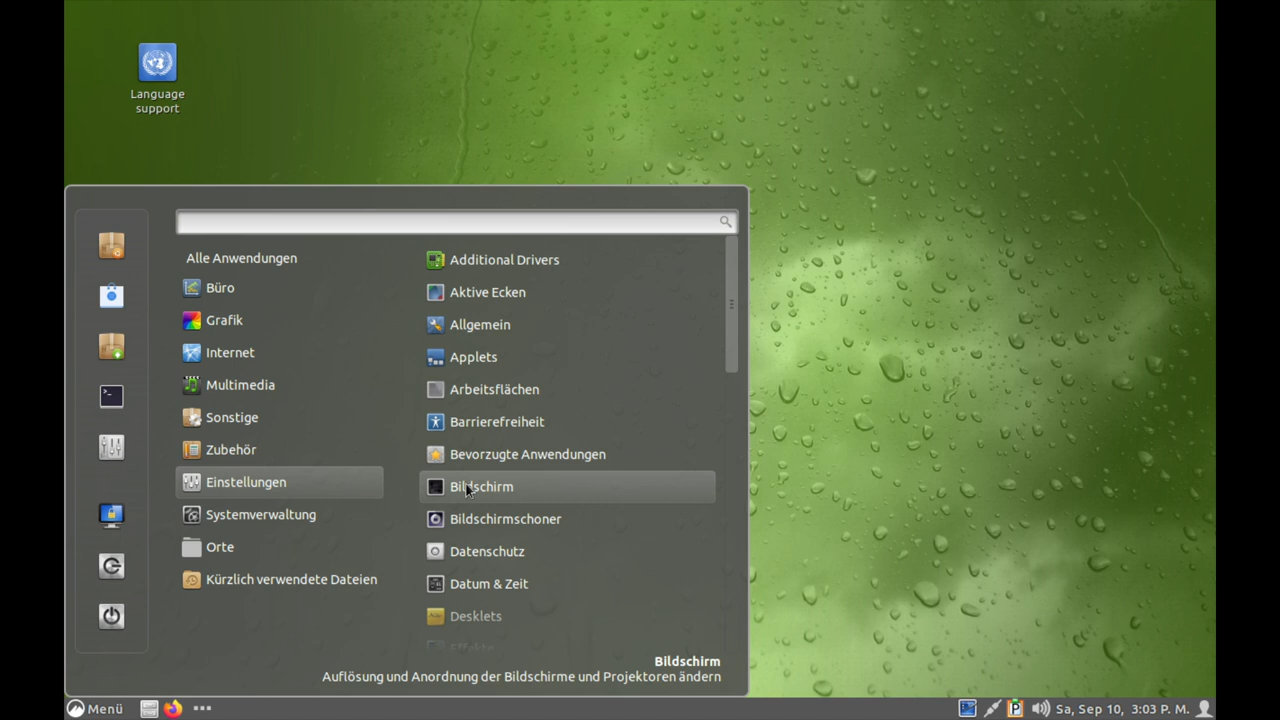 Language
support
Alle Anwendungen
Büro
Grafik
Internet
Multimedia
Sonstige
Zubehör
Einstellungen
Systemverwaltung
Orte
Kürzlich verwendete Dateien
Additional Drivers
Aktive Ecken
Allgemein
Applets
Arbeitsflächen
Barrierefreiheit
Bevorzugte Anwendungen
Bildschirm
Bildschirmschoner
Datenschutz
Datum & Zeit
Desklets
Effekte
Bildschirm
Auflösung und Anordnung der Bildschirme und Projektoren ändern
Menü
P
Sa, Sep 10, 3:03 P. M.